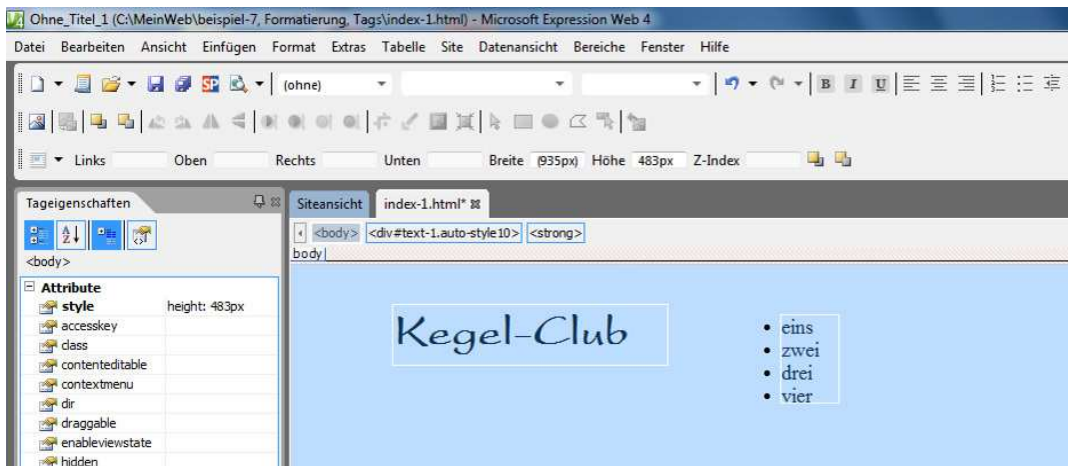 Ohne_Titel_1 (C:\MeinWeb\beispiel-7, Formatierung, Tags\index-1.html) - Microsoft Expression Web 4
Datei Bearbeiten Ansicht Einfügen Format Extras Tabelle Site Datenansicht Bereiche Fenster Hilfe
(ohne) B I U
Links Oben Rechts Unten Breite (935px) Höhe 483px Z-Index
Tageigenschaften
Siteansicht index-1.html*
<body> <div#text-1.auto-style10> <strong>
<body>
body
Attribute
style height: 483px
accesskey
class
contenteditable
contextmenu
dir
draggable
enableviewstate
hidden
Kegel-Club
• eins
• zwei
• drei
• vier